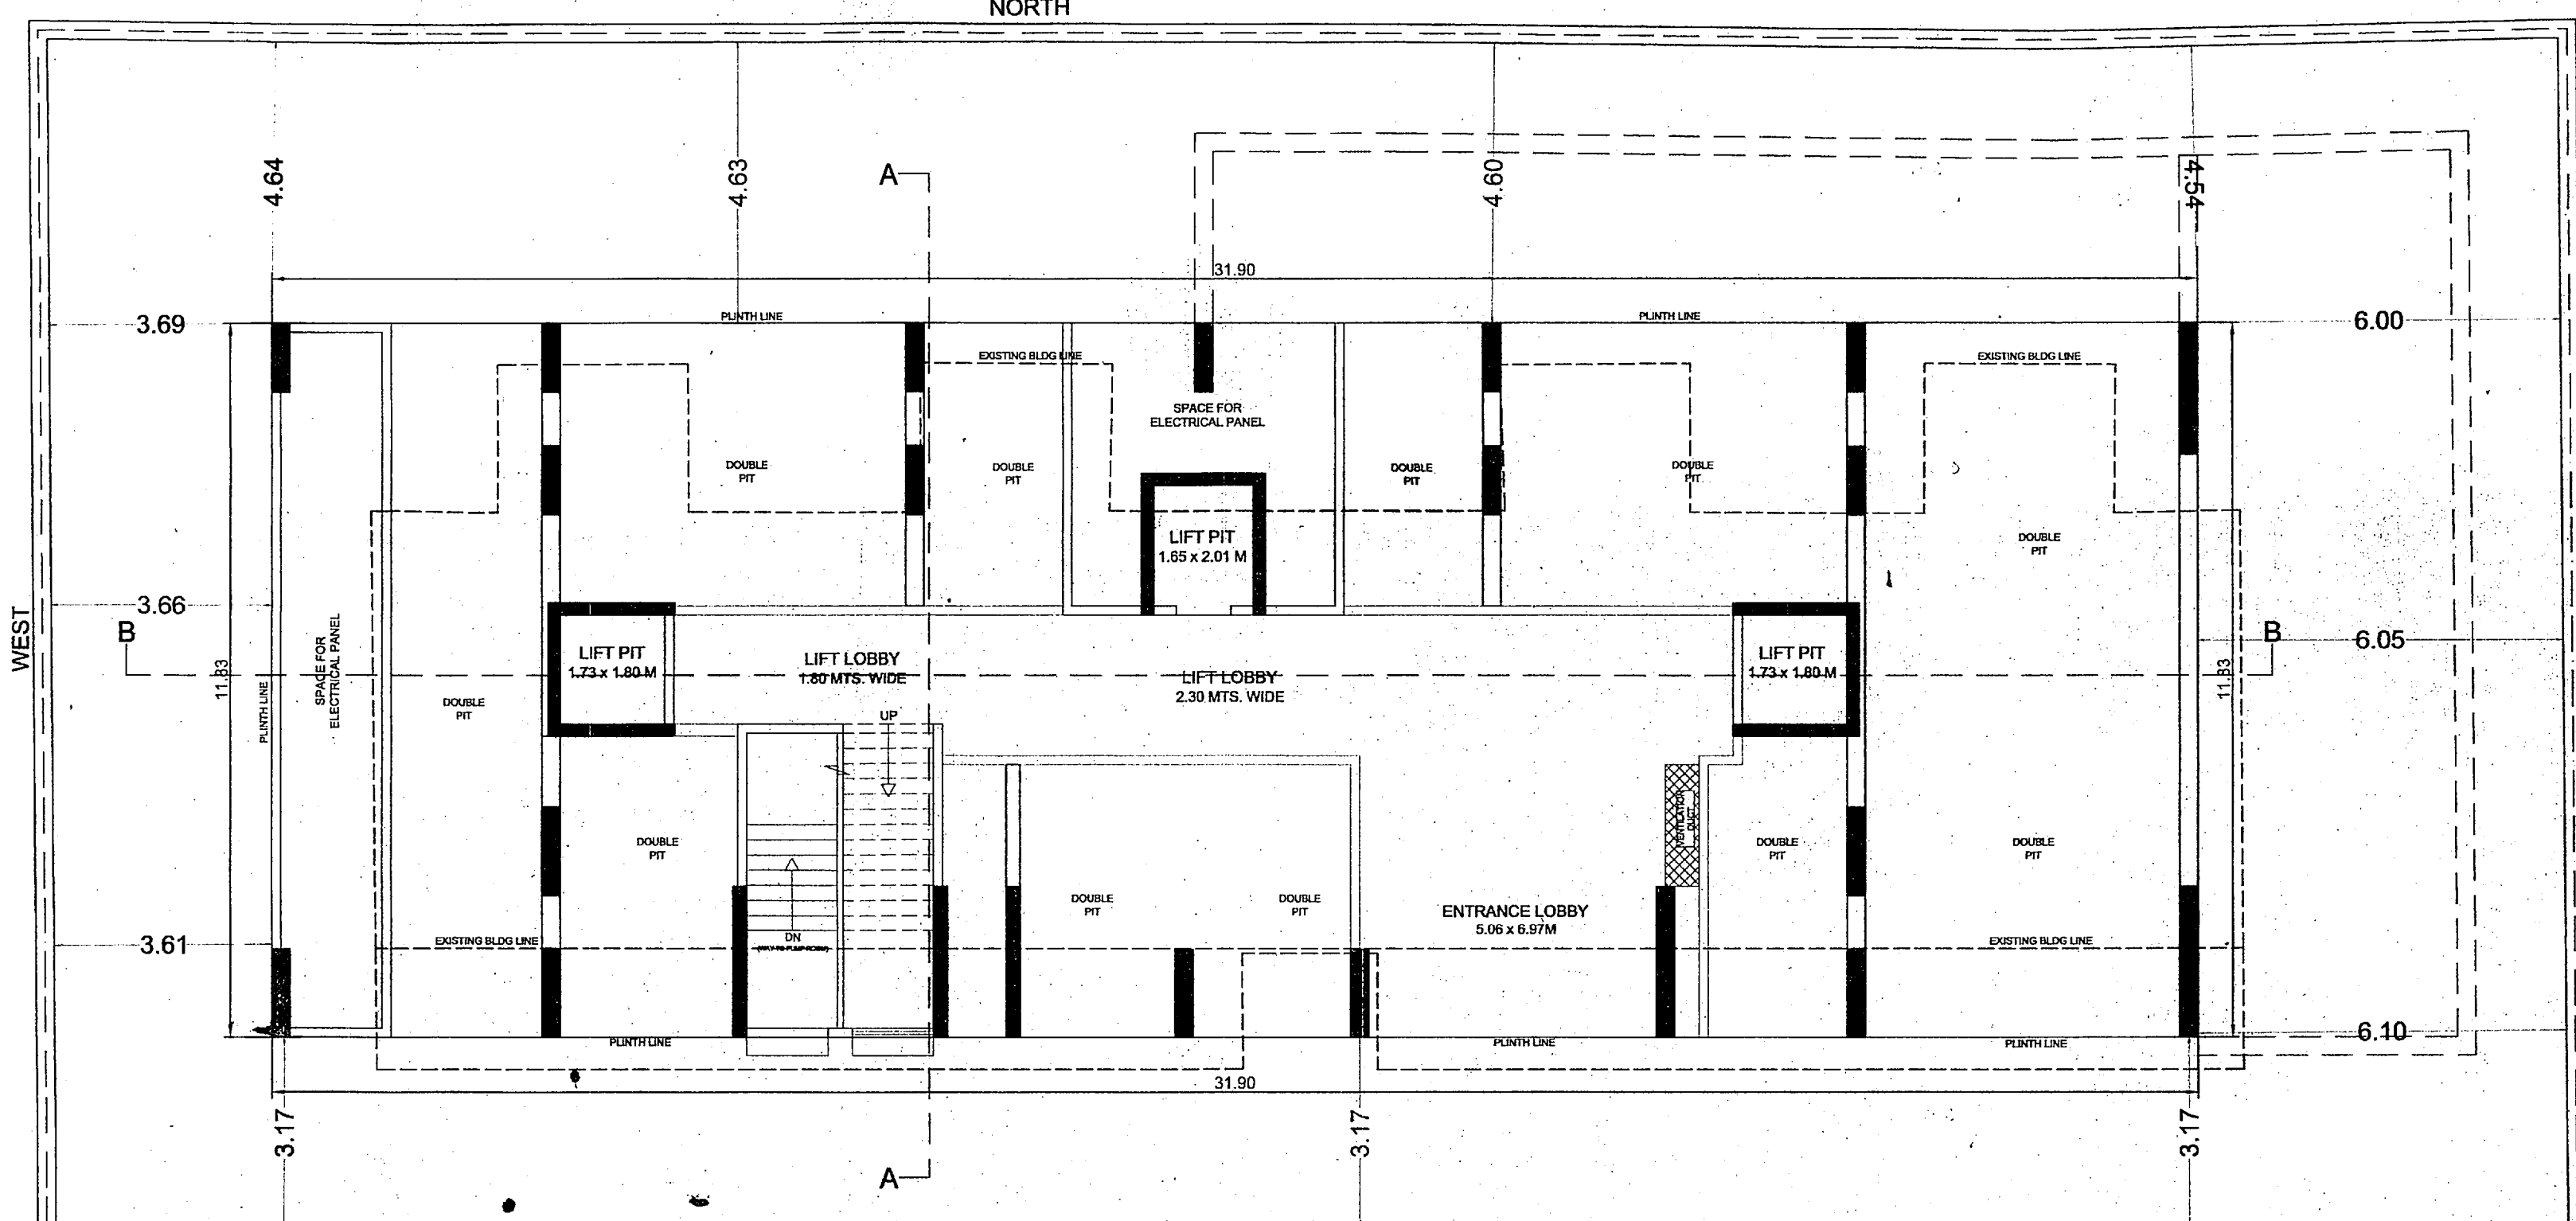 NORTH
4.64
4.63
A
4.60
4.54
31.90
3.69
PLINTH LINE
PLINTH LINE
6.00
EXISTING BLDG LINE
EXISTING BLDG LINE
SPACE FOR
ELECTRICAL PANEL
DOUBLE
PIT
DOUBLE
PIT
DOUBLE
PIT
DOUBLE
PIT
LIFT PIT
1.65 x 2.01 M
DOUBLE
PIT
3.66
WEST
B
11.83
PLINTH LINE
SPACE FOR
ELECTRICAL PANEL
DOUBLE
PIT
LIFT PIT
1.73 x 1.80 M
LIFT LOBBY
1.80 MTS. WIDE
LIFT LOBBY
2.30 MTS. WIDE
LIFT PIT
1.73 x 1.80 M
11.83
B
6.05
UP
VENTILATION
DUCT
DOUBLE
PIT
DOUBLE
PIT
DOUBLE
PIT
DOUBLE
PIT
DOUBLE
PIT
ENTRANCE LOBBY
5.06 x 6.97M
DN
(WAY TO PUMP ROOM)
3.61
EXISTING BLDG LINE
EXISTING BLDG LINE
6.10
PLINTH LINE
PLINTH LINE
PLINTH LINE
31.90
3.17
3.17
3.17
A